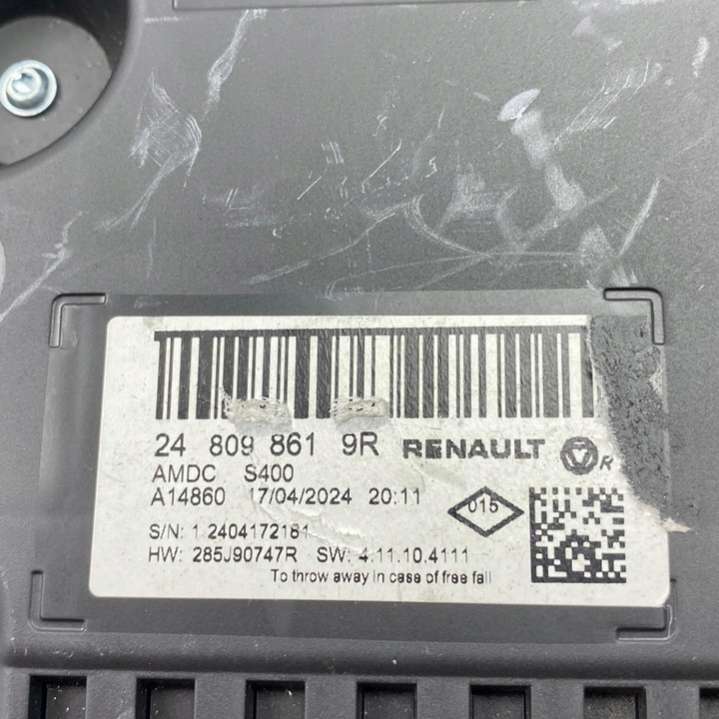 24 809 861 9R RENAULT R
AMDC S400
A14860 17/04/2024 20:11
015
S/N: 1 2404172181
HW: 285J90747R SW: 4.11.10.4111
To throw away in case of free fall